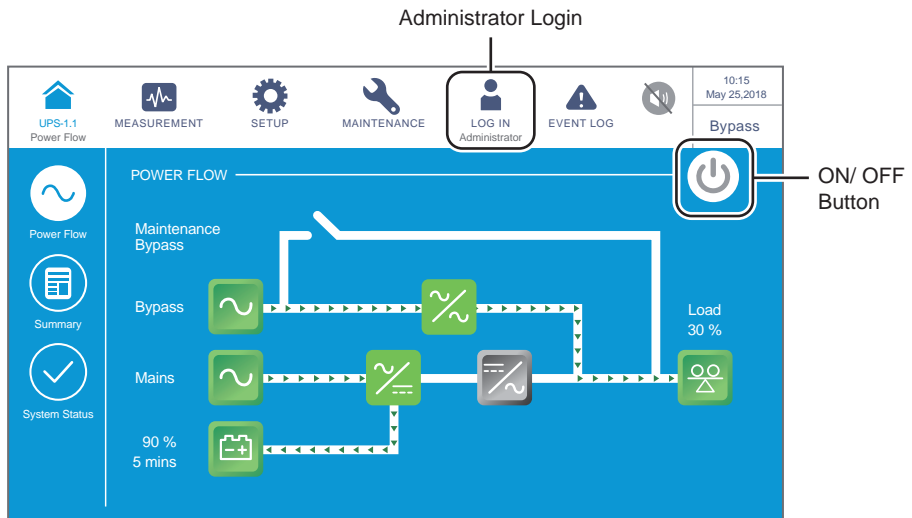 Administrator Login
UPS-1.1
Power Flow
MEASUREMENT
SETUP
MAINTENANCE
LOG IN
Administrator
EVENT LOG
10:15
May 25,2018
Bypass
POWER FLOW
ON/ OFF
Button
Power Flow
Maintenance
Bypass
Summary
Bypass
Load
30 %
Mains
System Status
90 %
5 mins